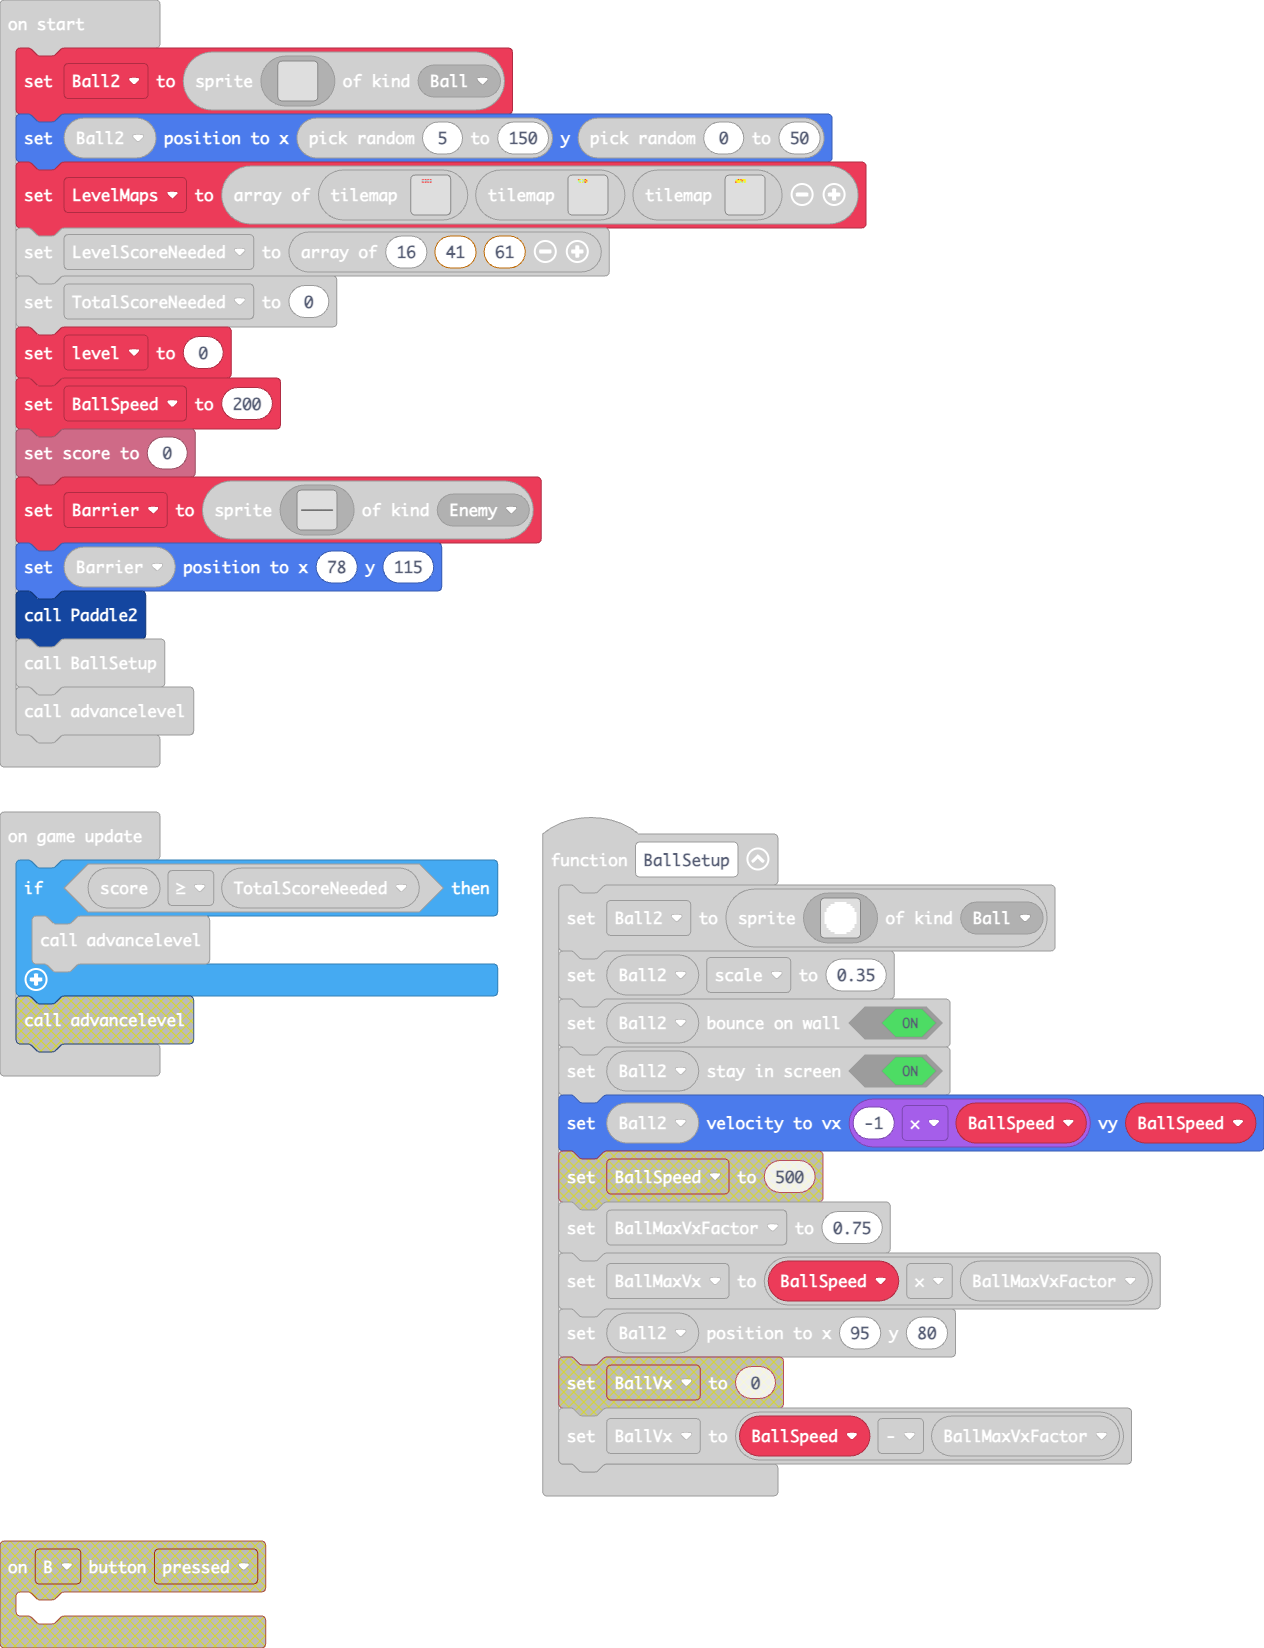 on start
set Ball2 to sprite of kind Ball
set Ball2 position to x pick random 5 to 150 y pick random 0 to 50
set LevelMaps to array of tilemap tilemap tilemap
set LevelScoreNeeded to array of 16 41 61
set TotalScoreNeeded to 0
set level to 0
set BallSpeed to 200
set score to 0
set Barrier to sprite of kind Enemy
set Barrier position to x 78 y 115
call Paddle2
call BallSetup
call advancelevel
on game update
if score ≥ TotalScoreNeeded then
call advancelevel
call advancelevel
function BallSetup
set Ball2 to sprite of kind Ball
set Ball2 scale to 0.35
set Ball2 bounce on wall ON
set Ball2 stay in screen ON
set Ball2 velocity to vx -1 × BallSpeed vy BallSpeed
set BallSpeed to 500
set BallMaxVxFactor to 0.75
set BallMaxVx to BallSpeed × BallMaxVxFactor
set Ball2 position to x 95 y 80
set BallVx to 0
set BallVx to BallSpeed - BallMaxVxFactor
on B button pressed